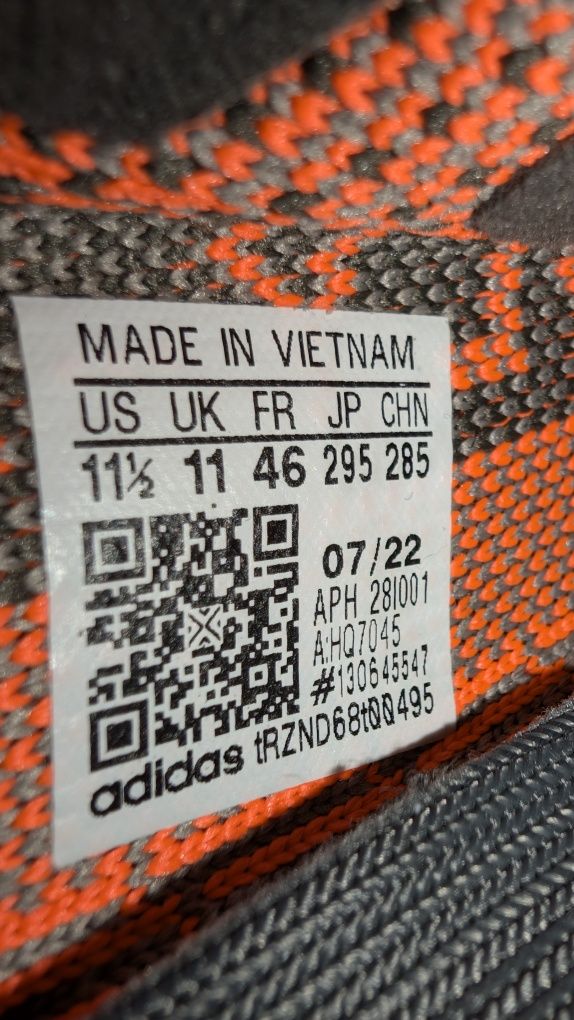 MADE IN VIETNAM
US UK FR JP CHN
11½ 11 46 295 285
07/22
APH 28I001
A:HQ7045
#130645547
adidas tRZND68t00495